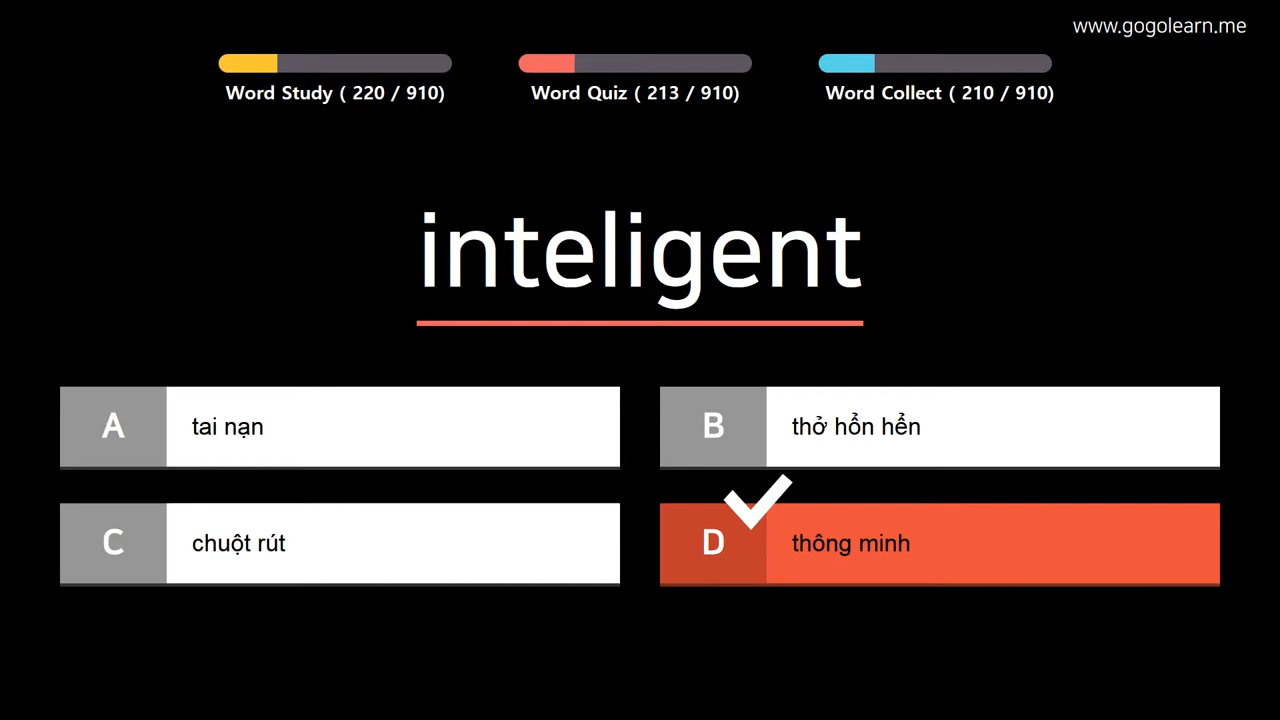 www.gogolearn.me
Word Study ( 220 / 910)
Word Quiz ( 213 / 910)
Word Collect ( 210 / 910)
inteligent
A tai nạn
B thở hổn hển
C chuột rút
D thông minh